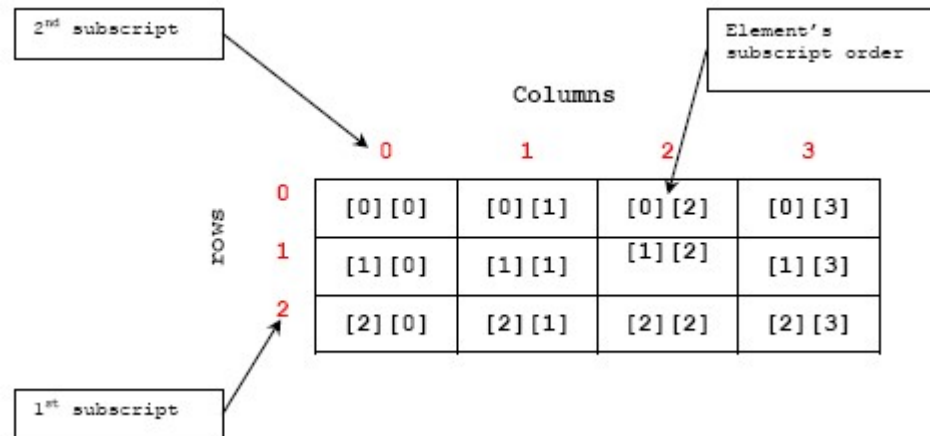 2nd subscript
Element's
subscript order
Columns
0 1 2 3
rows
0
[0][0] [0][1] [0][2] [0][3]
1
[1][0] [1][1] [1][2] [1][3]
2
[2][0] [2][1] [2][2] [2][3]
1st subscript